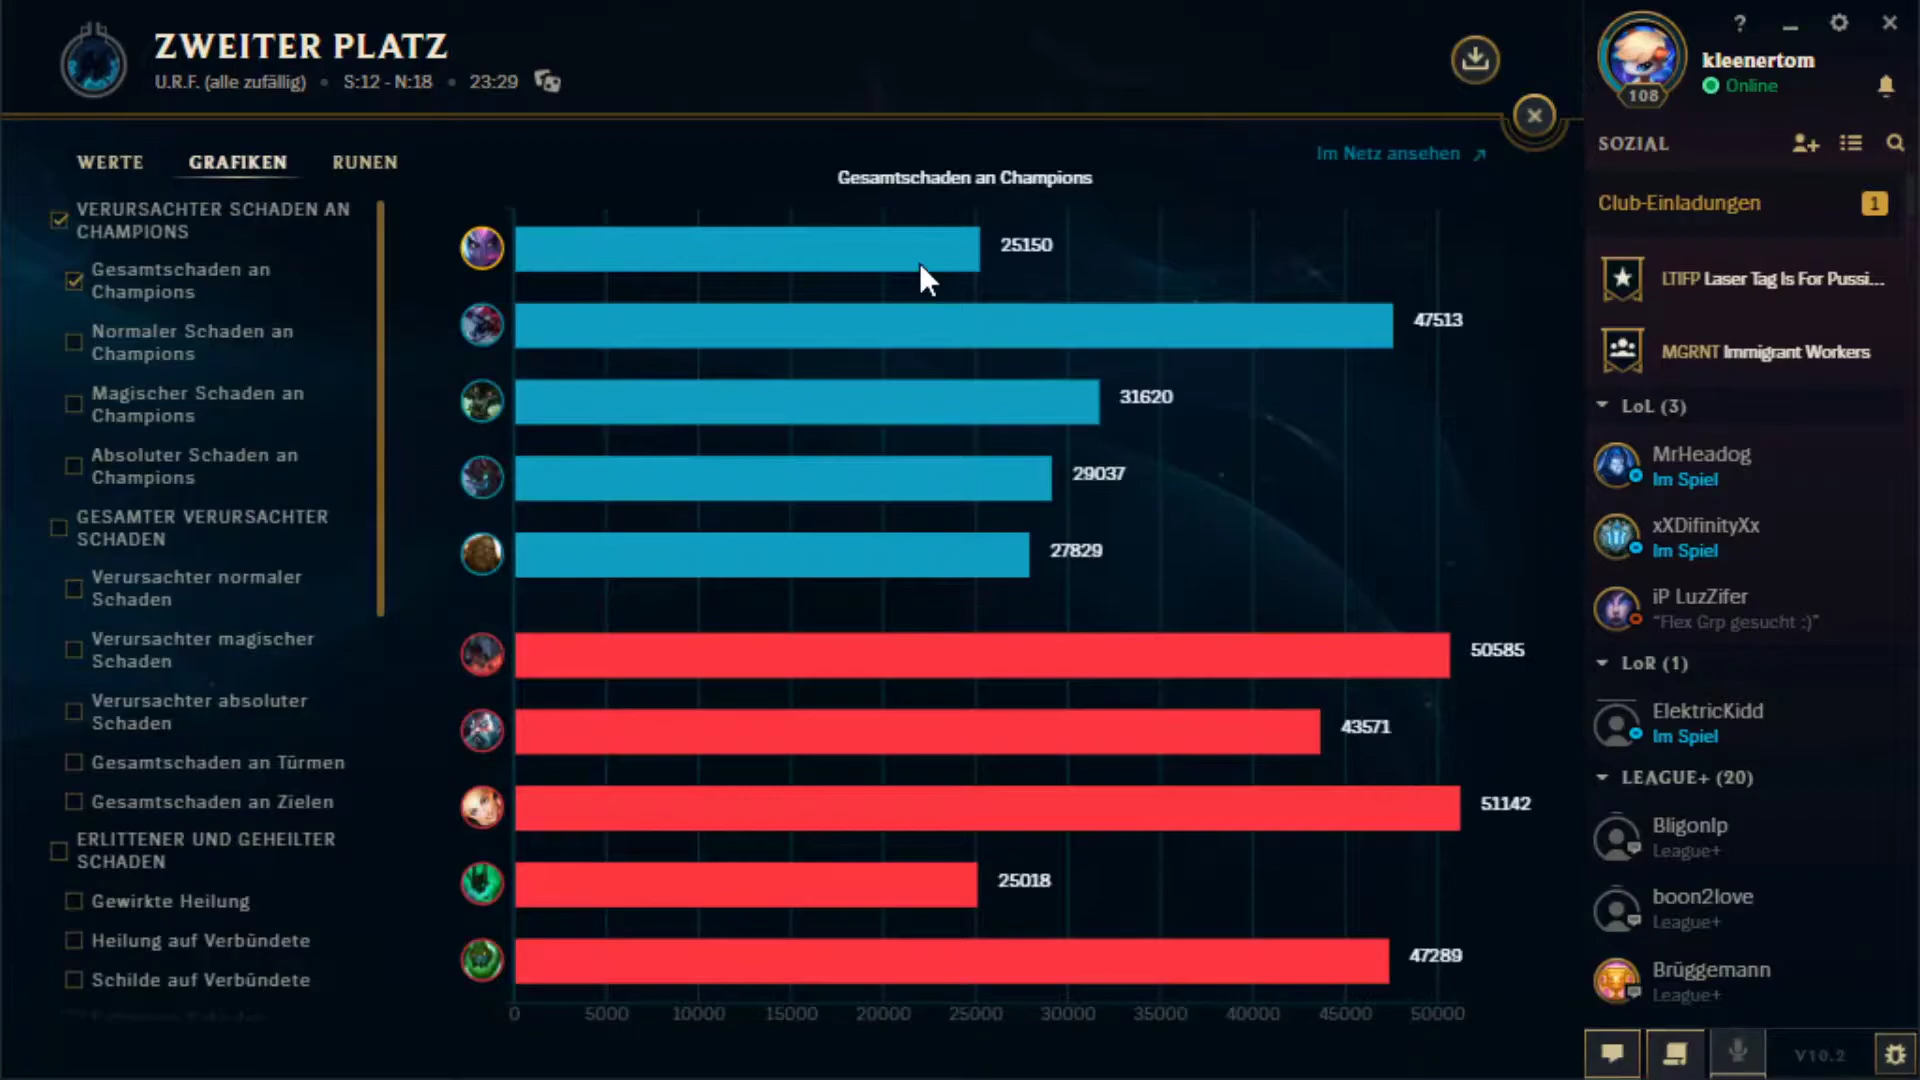 ZWEITER PLATZ
U.R.F. (alle zufällig) • S:12 - N:18 • 23:29
WERTE GRAFIKEN RUNEN
Im Netz ansehen
Gesamtschaden an Champions
VERURSACHTER SCHADEN AN
CHAMPIONS
Gesamtschaden an
Champions
Normaler Schaden an
Champions
Magischer Schaden an
Champions
Absoluter Schaden an
Champions
GESAMTER VERURSACHTER
SCHADEN
Verursachter normaler
Schaden
Verursachter magischer
Schaden
Verursachter absoluter
Schaden
Gesamtschaden an Türmen
Gesamtschaden an Zielen
ERLITTENER UND GEHEILTER
SCHADEN
Gewirkte Heilung
Heilung auf Verbündete
Schilde auf Verbündete
25150
47513
31620
29037
27829
50585
43571
51142
25018
47289
0 5000 10000 15000 20000 25000 30000 35000 40000 45000 50000
?
108
kleenertom
Online
SOZIAL
Club-Einladungen 1
LTIFP Laser Tag Is For Pussi...
MGRNT Immigrant Workers
LoL (3)
MrHeadog
Im Spiel
xXDifinityXx
Im Spiel
iP LuzZifer
"Flex Grp gesucht :)"
LoR (1)
ElektricKidd
Im Spiel
LEAGUE+ (20)
Bligonlp
League+
boon2love
League+
Brüggemann
League+
V10.2